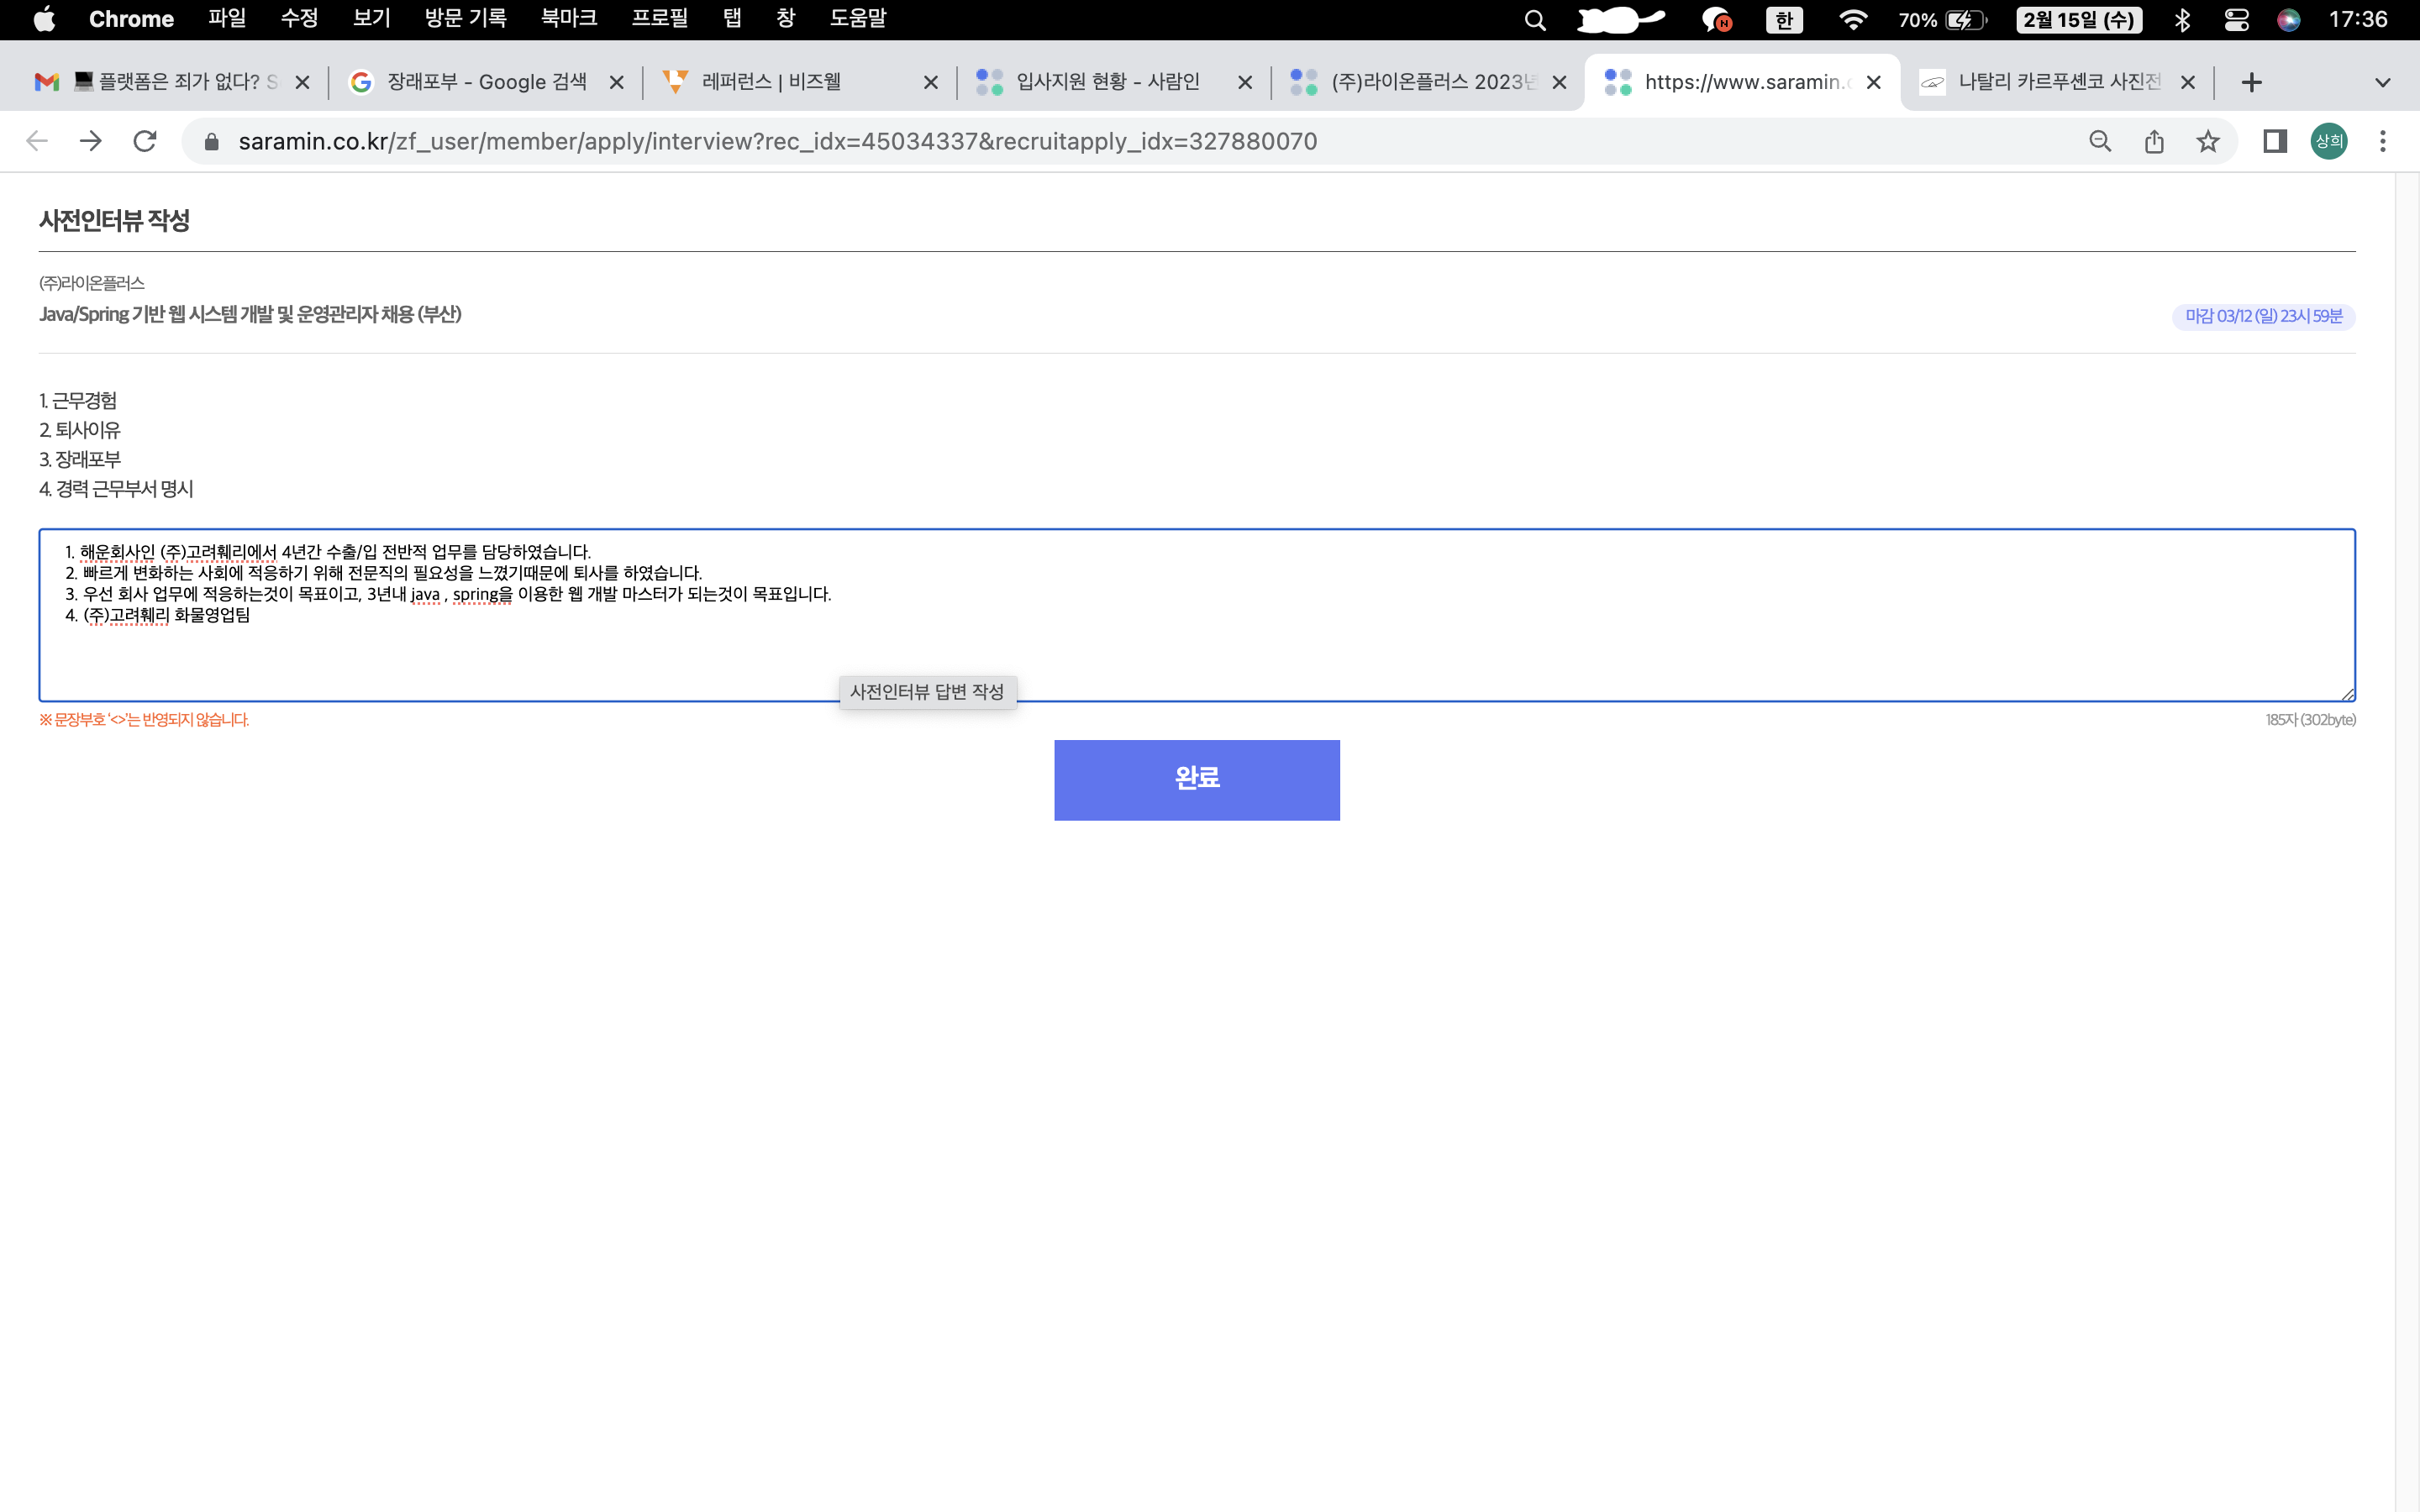 Chrome 파일 수정 보기 방문 기록 북마크 프로필 탭 창 도움말 N 한 70% 2월 15일 (수) 17:36
플랫폼은 죄가 없다? S 장래포부 - Google 검색 레퍼런스 | 비즈웰 입사지원 현황 - 사람인 (주)라이온플러스 2023년 https://www.saramin.c 나탈리 카르푸셴코 사진전
saramin.co.kr/zf_user/member/apply/interview?rec_idx=45034337&recruitapply_idx=327880070 상희
사전인터뷰 작성
(주)라이온플러스
Java/Spring 기반 웹 시스템 개발 및 운영관리자 채용 (부산)
마감 03/12 (일) 23시 59분
1. 근무경험
2. 퇴사이유
3. 장래포부
4. 경력 근무부서 명시
1. 해운회사인 (주)고려훼리에서 4년간 수출/입 전반적 업무를 담당하였습니다.
2. 빠르게 변화하는 사회에 적응하기 위해 전문직의 필요성을 느꼈기때문에 퇴사를 하였습니다.
3. 우선 회사 업무에 적응하는것이 목표이고, 3년내 java , spring을 이용한 웹 개발 마스터가 되는것이 목표입니다.
4. (주)고려훼리 화물영업팀
사전인터뷰 답변 작성
※ 문장부호 '<>'는 반영되지 않습니다.
185자 (302byte)
완료